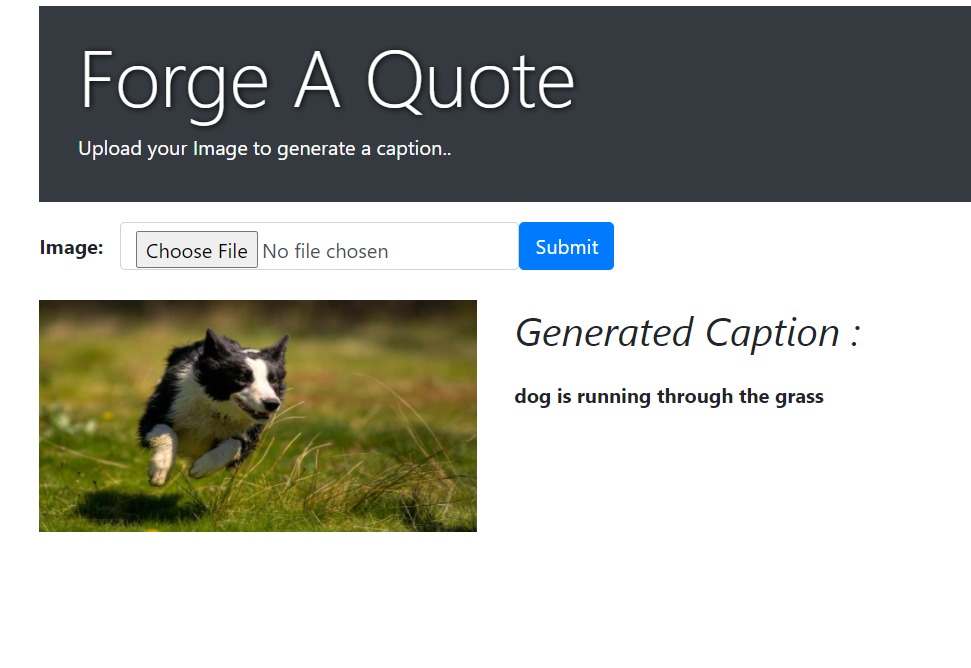 Forge A Quote
Upload your Image to generate a caption..
Image: Choose File No file chosen Submit
Generated Caption :
dog is running through the grass